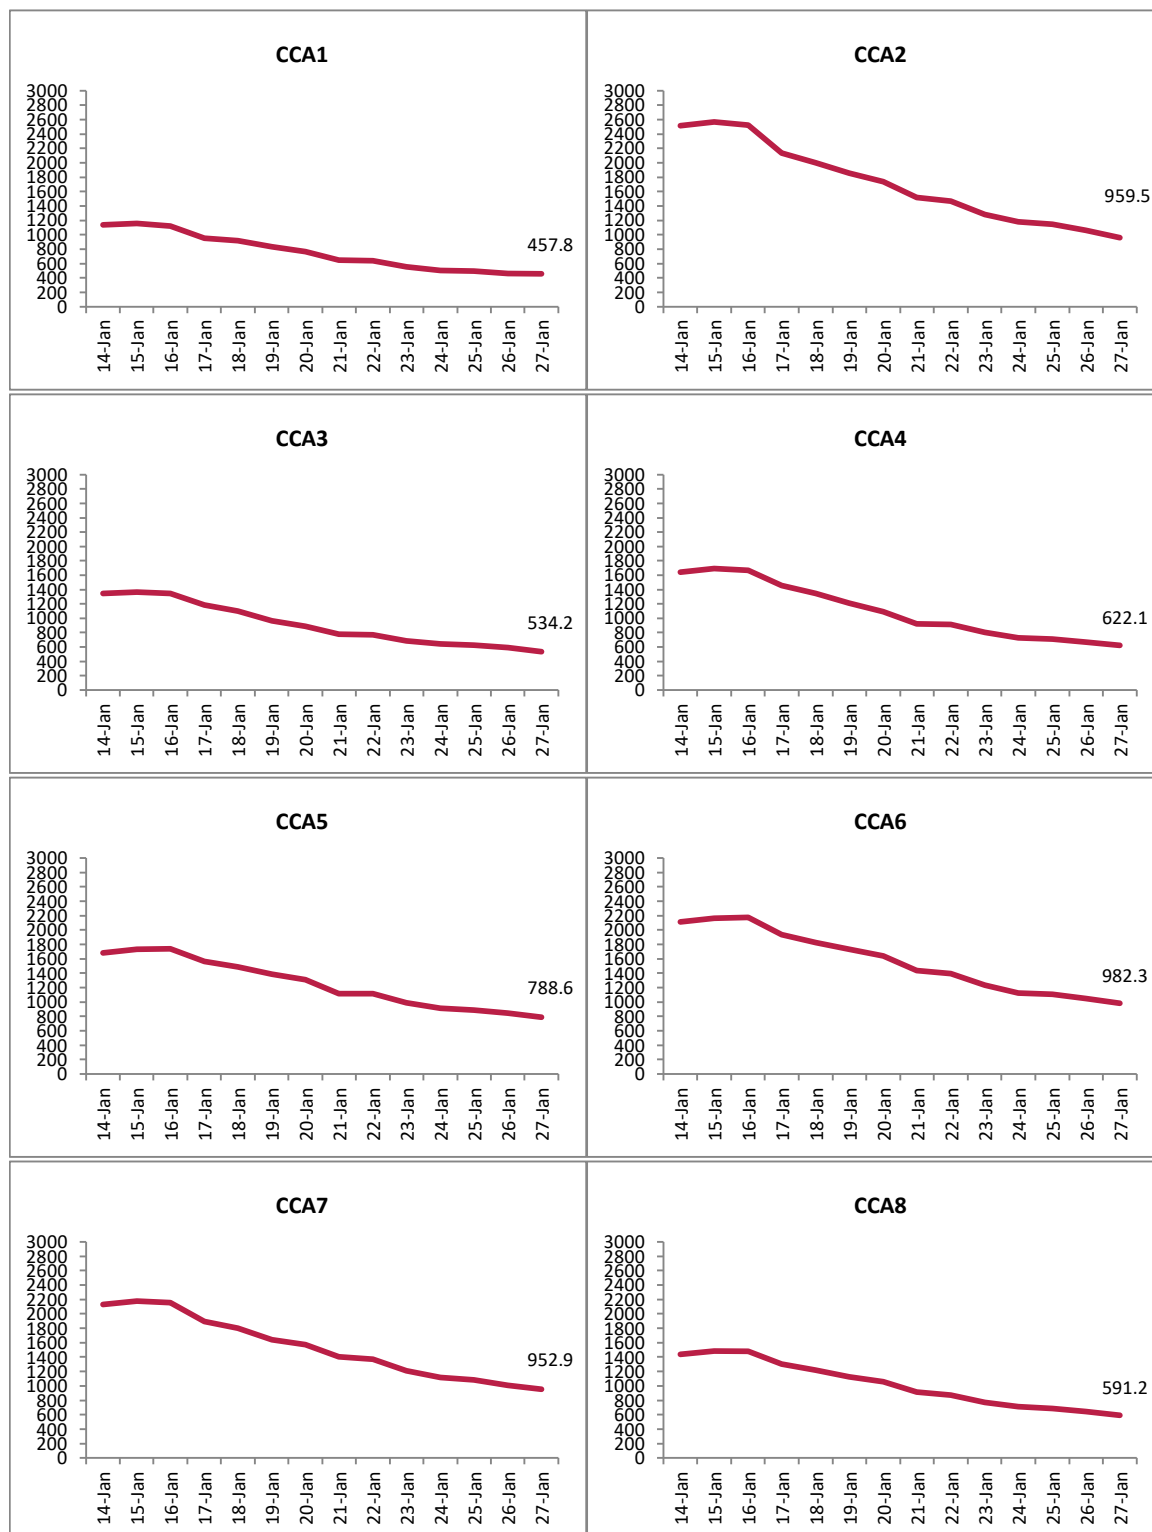 CCA1
3000
2800
2600
2400
2200
2000
1800
1600
1400
1200
1000
800
600
400
200
0
457.8
14-Jan
15-Jan
16-Jan
17-Jan
18-Jan
19-Jan
20-Jan
21-Jan
22-Jan
23-Jan
24-Jan
25-Jan
26-Jan
27-Jan
CCA2
3000
2800
2600
2400
2200
2000
1800
1600
1400
1200
1000
800
600
400
200
0
959.5
14-Jan
15-Jan
16-Jan
17-Jan
18-Jan
19-Jan
20-Jan
21-Jan
22-Jan
23-Jan
24-Jan
25-Jan
26-Jan
27-Jan
CCA3
3000
2800
2600
2400
2200
2000
1800
1600
1400
1200
1000
800
600
400
200
0
534.2
14-Jan
15-Jan
16-Jan
17-Jan
18-Jan
19-Jan
20-Jan
21-Jan
22-Jan
23-Jan
24-Jan
25-Jan
26-Jan
27-Jan
CCA4
3000
2800
2600
2400
2200
2000
1800
1600
1400
1200
1000
800
600
400
200
0
622.1
14-Jan
15-Jan
16-Jan
17-Jan
18-Jan
19-Jan
20-Jan
21-Jan
22-Jan
23-Jan
24-Jan
25-Jan
26-Jan
27-Jan
CCA5
3000
2800
2600
2400
2200
2000
1800
1600
1400
1200
1000
800
600
400
200
0
788.6
14-Jan
15-Jan
16-Jan
17-Jan
18-Jan
19-Jan
20-Jan
21-Jan
22-Jan
23-Jan
24-Jan
25-Jan
26-Jan
27-Jan
CCA6
3000
2800
2600
2400
2200
2000
1800
1600
1400
1200
1000
800
600
400
200
0
982.3
14-Jan
15-Jan
16-Jan
17-Jan
18-Jan
19-Jan
20-Jan
21-Jan
22-Jan
23-Jan
24-Jan
25-Jan
26-Jan
27-Jan
CCA7
3000
2800
2600
2400
2200
2000
1800
1600
1400
1200
1000
800
600
400
200
0
952.9
14-Jan
15-Jan
16-Jan
17-Jan
18-Jan
19-Jan
20-Jan
21-Jan
22-Jan
23-Jan
24-Jan
25-Jan
26-Jan
27-Jan
CCA8
3000
2800
2600
2400
2200
2000
1800
1600
1400
1200
1000
800
600
400
200
0
591.2
14-Jan
15-Jan
16-Jan
17-Jan
18-Jan
19-Jan
20-Jan
21-Jan
22-Jan
23-Jan
24-Jan
25-Jan
26-Jan
27-Jan